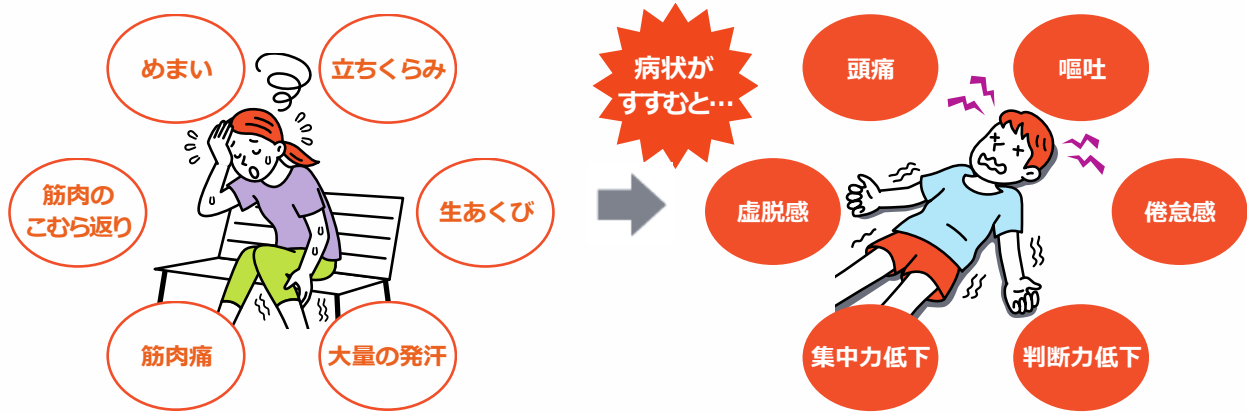 めまい
立ちくらみ
筋肉の
こむら返り
生あくび
筋肉痛
大量の発汗
病状が
すすむと…
頭痛
嘔吐
虚脱感
倦怠感
集中力低下
判断力低下